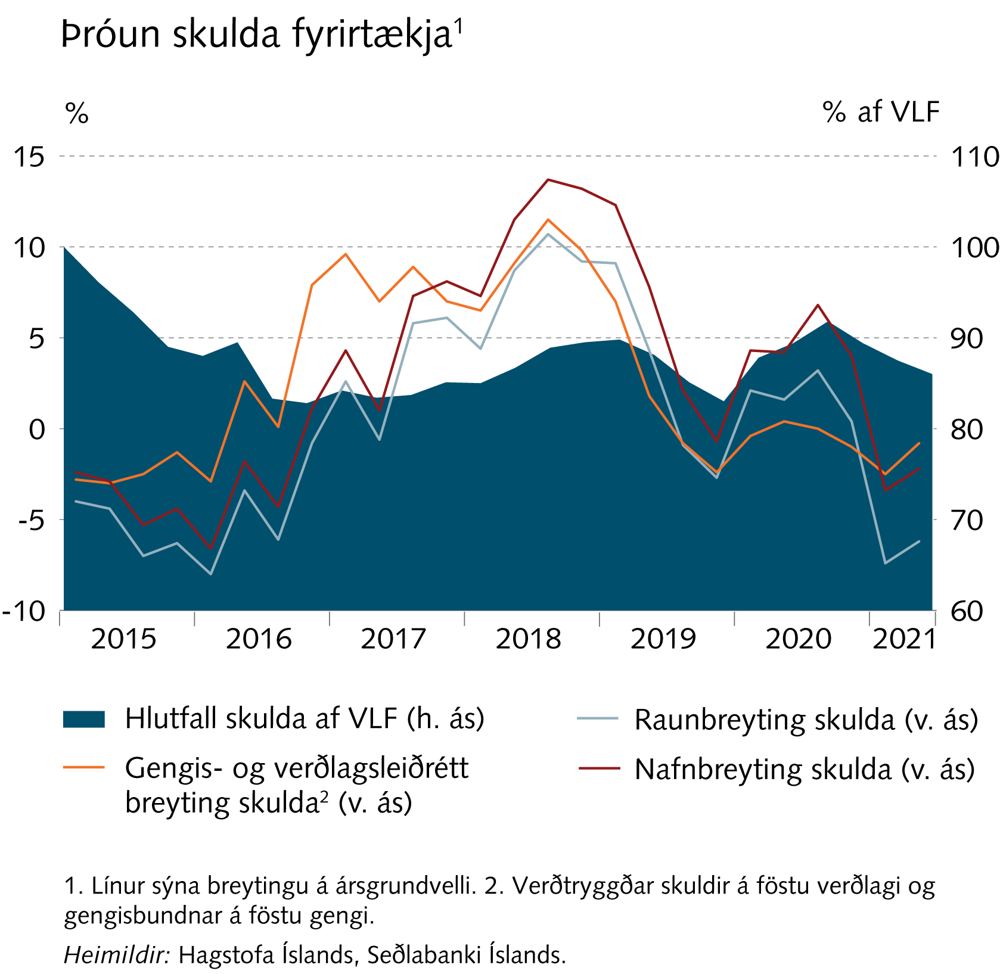 Þróun skulda fyrirtækja¹
% % af VLF
15 110
10 100
5 90
0 80
-5 70
-10 60
2015 2016 2017 2018 2019 2020 2021
Hlutfall skulda af VLF (h. ás)
Raunbreyting skulda (v. ás)
Gengis- og verðlagsleiðrétt
breyting skulda² (v. ás)
Nafnbreyting skulda (v. ás)
1. Línur sýna breytingu á ársgrundvelli. 2. Verðtryggðar skuldir á föstu verðlagi og
gengisbundnar á föstu gengi.
Heimildir: Hagstofa Íslands, Seðlabanki Íslands.